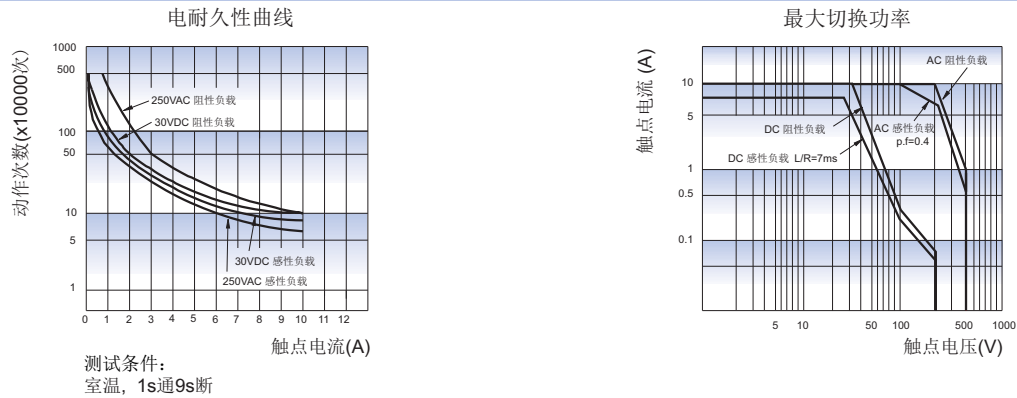 电耐久性曲线
动作次数(x10000次)
1000
500
100
50
10
5
1
250VAC 阻性负载
30VDC 阻性负载
30VDC 感性负载
250VAC 感性负载
0 1 2 3 4 5 6 7 8 9 10 11 12
触点电流(A)
测试条件：
室温，1s通9s断
最大切换功率
触点电流 (A)
10
5
1
0.5
0.1
AC 阻性负载
DC 阻性负载
AC 感性负载
p.f=0.4
DC 感性负载 L/R=7ms
5 10 50 100 500 1000
触点电压(V)